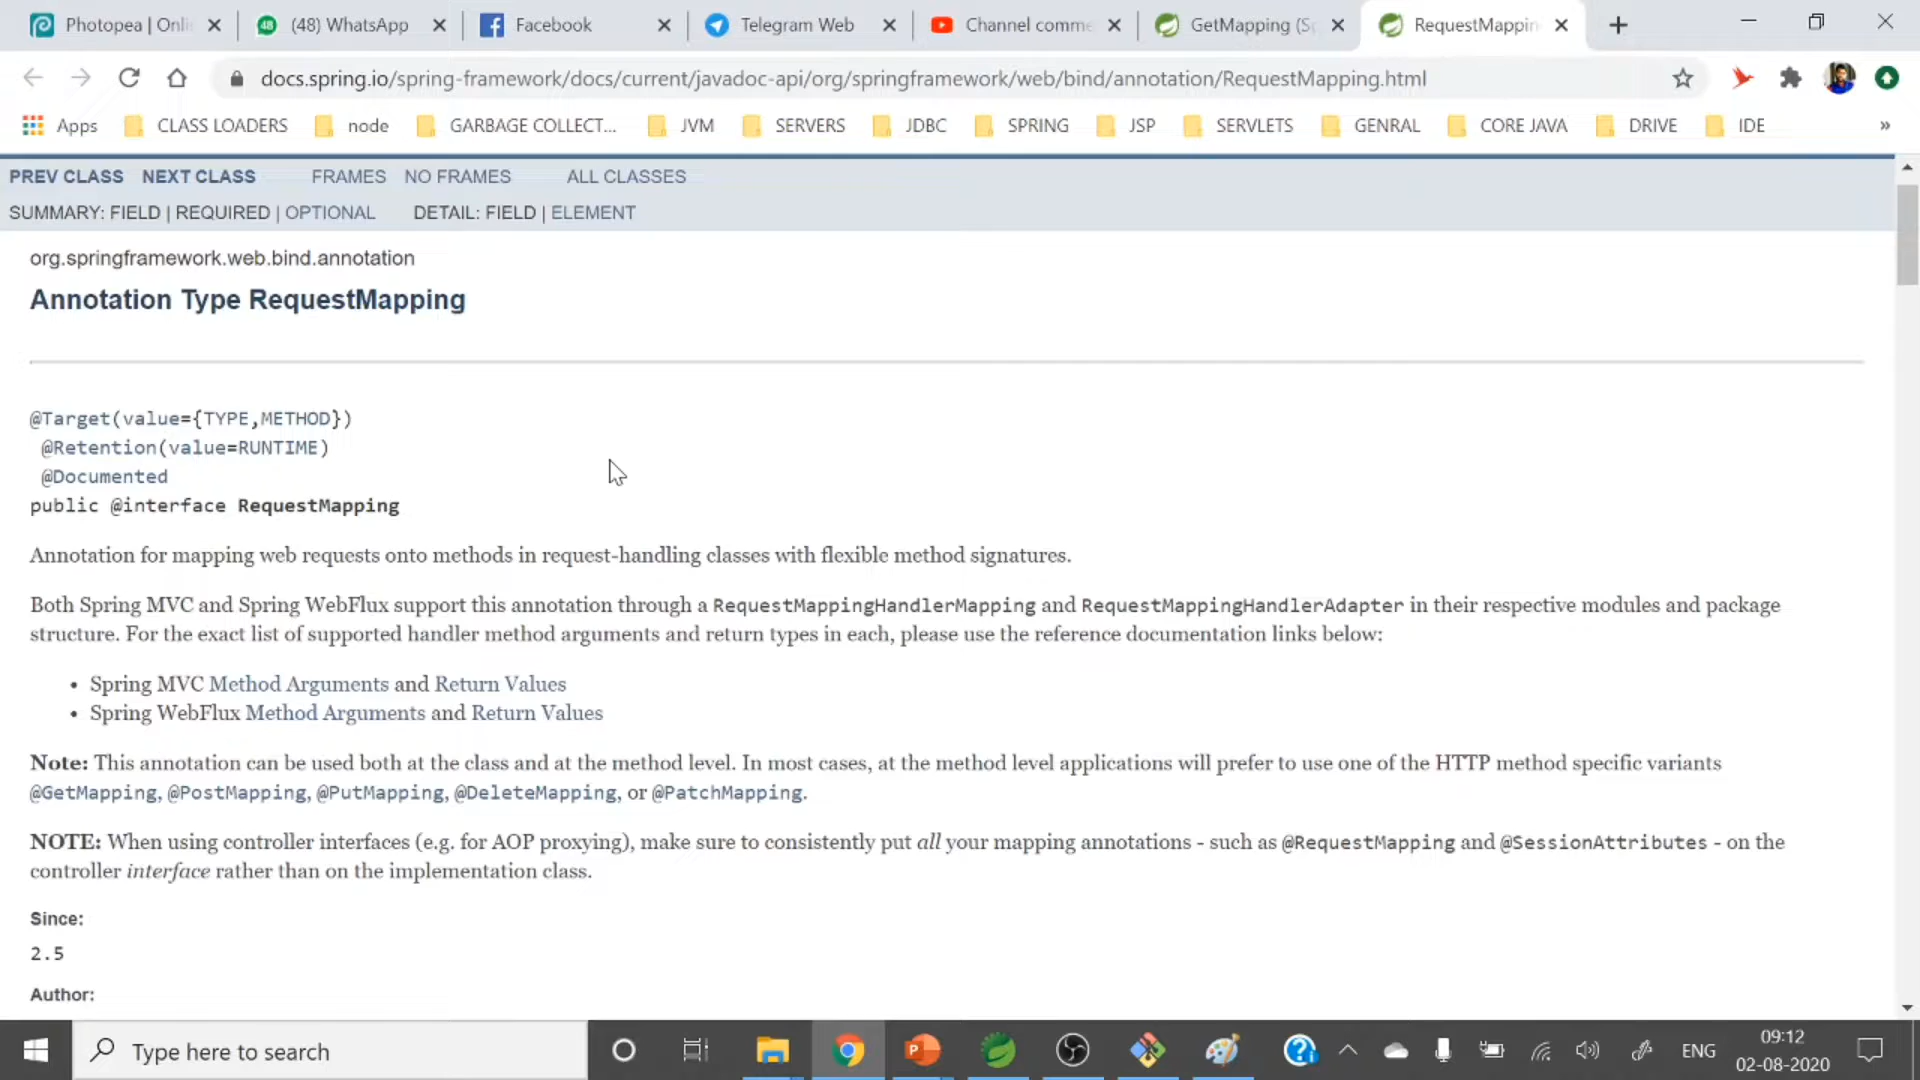 Photopea | Onli
(48) WhatsApp
Facebook
Telegram Web
Channel comme
GetMapping (Sp
RequestMappin
docs.spring.io/spring-framework/docs/current/javadoc-api/org/springframework/web/bind/annotation/RequestMapping.html
Apps CLASS LOADERS node GARBAGE COLLECT... JVM SERVERS JDBC SPRING JSP SERVLETS GENRAL CORE JAVA DRIVE IDE »
PREV CLASS NEXT CLASS FRAMES NO FRAMES ALL CLASSES
SUMMARY: FIELD | REQUIRED | OPTIONAL DETAIL: FIELD | ELEMENT
org.springframework.web.bind.annotation
Annotation Type RequestMapping
@Target(value={TYPE,METHOD})
@Retention(value=RUNTIME)
@Documented
public @interface RequestMapping
Annotation for mapping web requests onto methods in request-handling classes with flexible method signatures.
Both Spring MVC and Spring WebFlux support this annotation through a RequestMappingHandlerMapping and RequestMappingHandlerAdapter in their respective modules and package
structure. For the exact list of supported handler method arguments and return types in each, please use the reference documentation links below:
• Spring MVC Method Arguments and Return Values
• Spring WebFlux Method Arguments and Return Values
Note: This annotation can be used both at the class and at the method level. In most cases, at the method level applications will prefer to use one of the HTTP method specific variants
@GetMapping, @PostMapping, @PutMapping, @DeleteMapping, or @PatchMapping.
NOTE: When using controller interfaces (e.g. for AOP proxying), make sure to consistently put all your mapping annotations - such as @RequestMapping and @SessionAttributes - on the
controller interface rather than on the implementation class.
Since:
2.5
Author:
Type here to search
ENG
09:12
02-08-2020